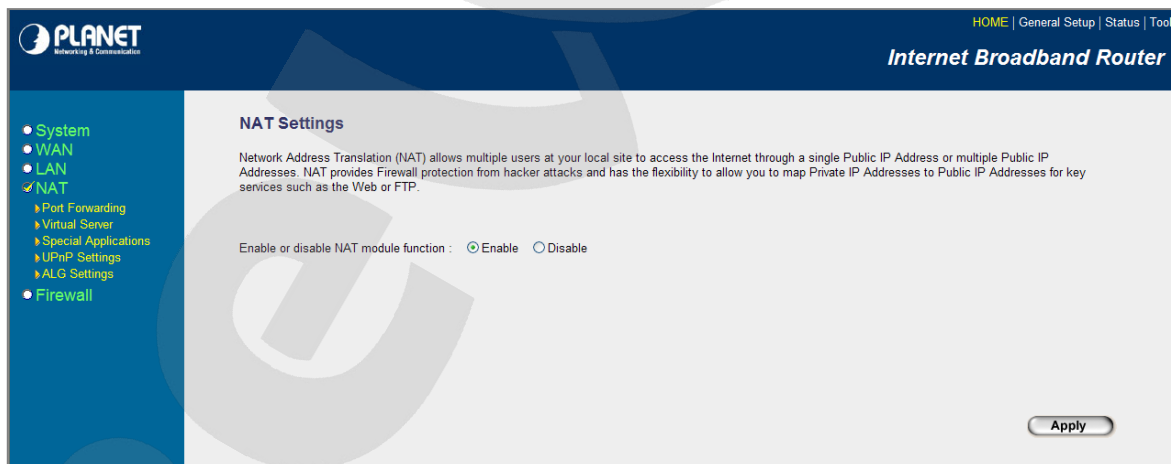 PLANET
Networking & Communication
HOME | General Setup | Status | Tool
Internet Broadband Router
System
WAN
LAN
NAT
Port Forwarding
Virtual Server
Special Applications
UPnP Settings
ALG Settings
Firewall
NAT Settings
Network Address Translation (NAT) allows multiple users at your local site to access the Internet through a single Public IP Address or multiple Public IP
Addresses. NAT provides Firewall protection from hacker attacks and has the flexibility to allow you to map Private IP Addresses to Public IP Addresses for key
services such as the Web or FTP.
Enable or disable NAT module function : Enable Disable
Apply